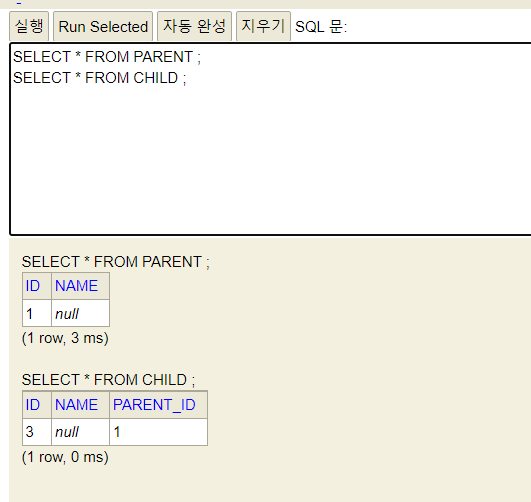 실행 Run Selected 자동 완성 지우기 SQL 문:
SELECT * FROM PARENT ;
SELECT * FROM CHILD ;
SELECT * FROM PARENT ;
ID NAME
1 null
(1 row, 3 ms)
SELECT * FROM CHILD ;
ID NAME PARENT_ID
3 null 1
(1 row, 0 ms)